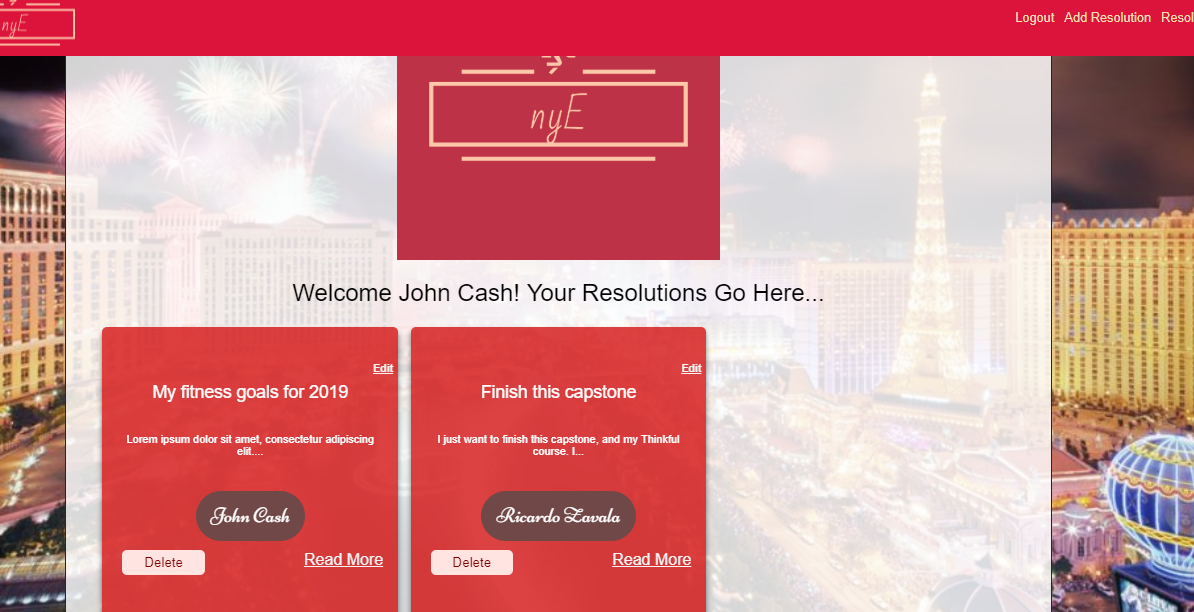 nyE
Logout Add Resolution Resol
nyE
Welcome John Cash! Your Resolutions Go Here...
Edit
My fitness goals for 2019
Lorem ipsum dolor sit amet, consectetur adipiscing
elit....
John Cash
Delete Read More
Edit
Finish this capstone
I just want to finish this capstone, and my Thinkful
course. I...
Ricardo Zavala
Delete Read More